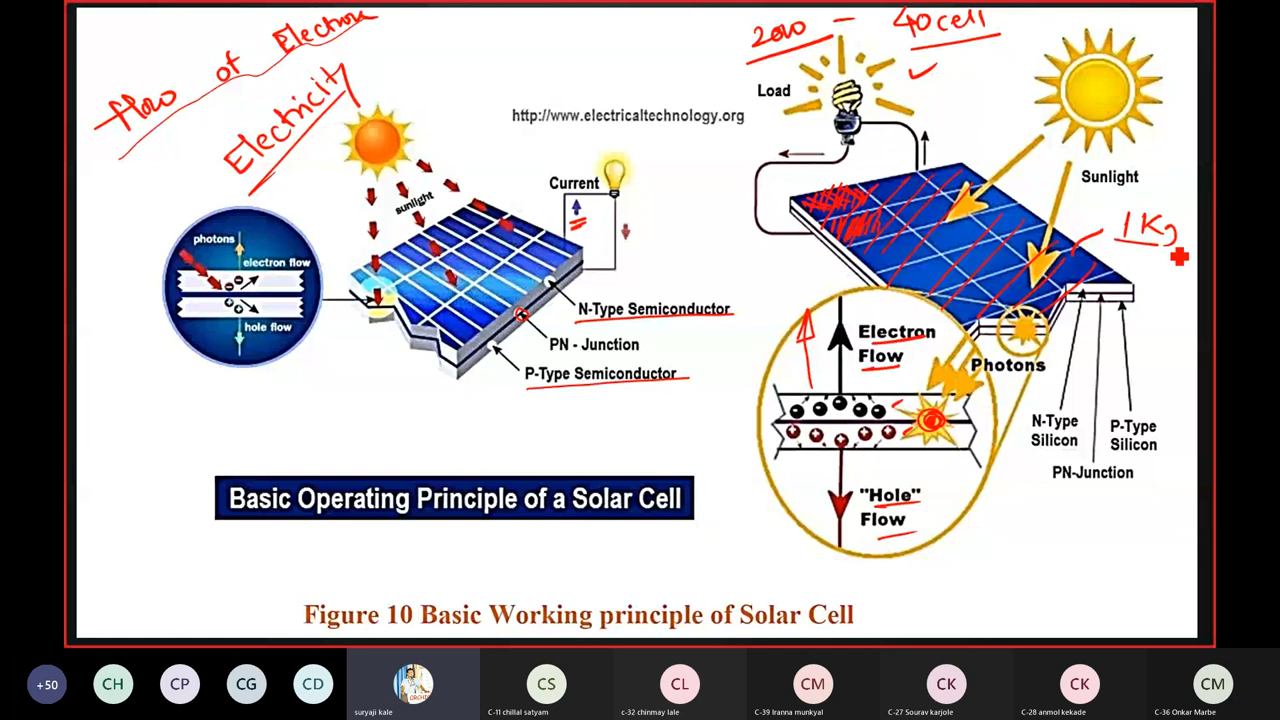 flow of Electron
Electricity
2000 - 40 cell
Load
http://www.electricaltechnology.org
Current
sunlight
Sunlight
1 K
photons
electron flow
hole flow
N-Type Semiconductor
PN - Junction
P-Type Semiconductor
Electron
Flow
Photons
N-Type
Silicon
P-Type
Silicon
PN-Junction
"Hole"
Flow
Basic Operating Principle of a Solar Cell
Figure 10 Basic Working principle of Solar Cell
+50
CH
CP
CG
CD
ORCHID
suryaji kale
CS
C-11 chillal satyam
CL
c-32 chinmay lale
CM
C-39 Iranna munkyal
CK
C-27 Sourav karjole
CK
C-28 anmol kekade
CM
C-36 Onkar Marbe